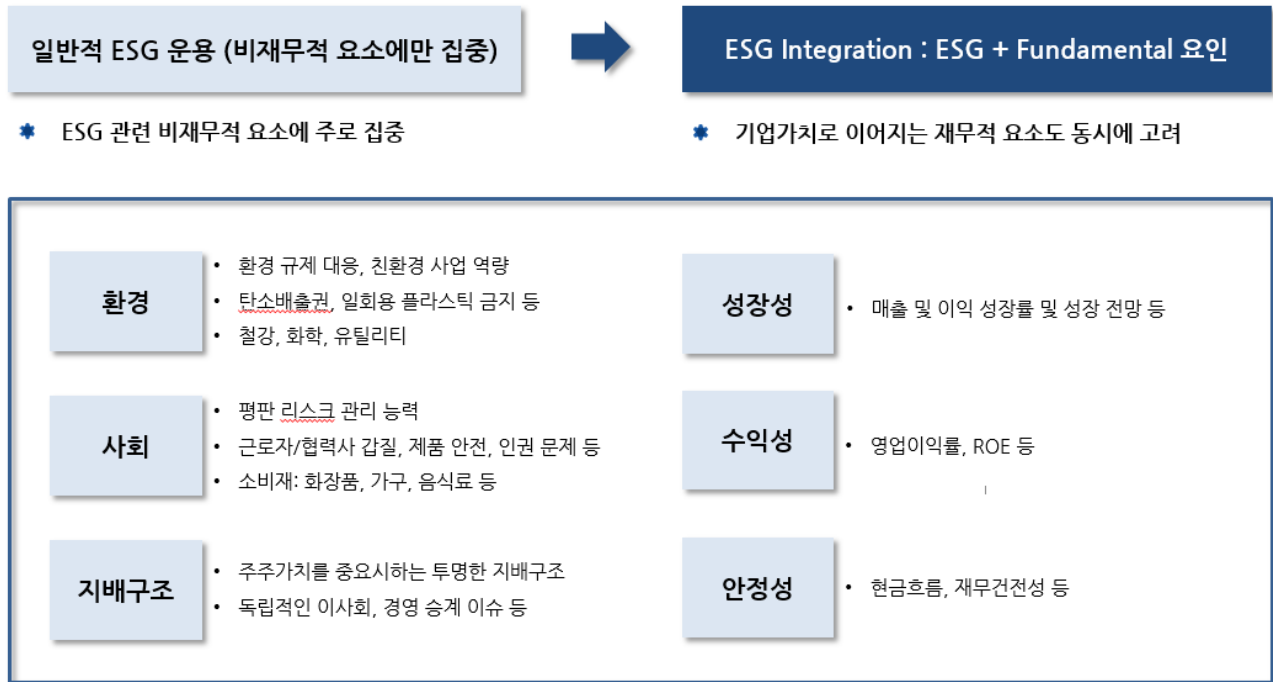 일반적 ESG 운용 (비재무적 요소에만 집중)
ESG Integration : ESG + Fundamental 요인
ESG 관련 비재무적 요소에 주로 집중
기업가치로 이어지는 재무적 요소도 동시에 고려
환경
• 환경 규제 대응, 친환경 사업 역량
• 탄소배출권, 일회용 플라스틱 금지 등
• 철강, 화학, 유틸리티
성장성
• 매출 및 이익 성장률 및 성장 전망 등
사회
• 평판 리스크 관리 능력
• 근로자/협력사 갑질, 제품 안전, 인권 문제 등
• 소비재: 화장품, 가구, 음식료 등
수익성
• 영업이익률, ROE 등
지배구조
• 주주가치를 중요시하는 투명한 지배구조
• 독립적인 이사회, 경영 승계 이슈 등
안정성
• 현금흐름, 재무건전성 등